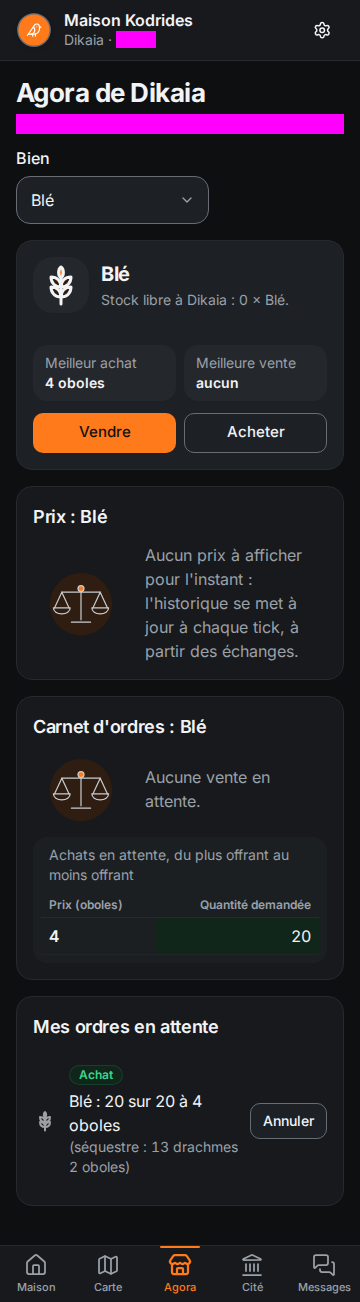 Maison Kodrides
Dikaia ·
Agora de Dikaia
Bien
Blé
Blé
Stock libre à Dikaia : 0 × Blé.
Meilleur achat
4 oboles
Meilleure vente
aucun
Vendre
Acheter
Prix : Blé
Aucun prix à afficher
pour l'instant :
l'historique se met à
jour à chaque tick, à
partir des échanges.
Carnet d'ordres : Blé
Aucune vente en
attente.
Achats en attente, du plus offrant au
moins offrant
Prix (oboles) Quantité demandée
4 20
Mes ordres en attente
Achat
Blé : 20 sur 20 à 4
oboles
(séquestre : 13 drachmes
2 oboles)
Annuler
Maison Carte Agora Cité Messages